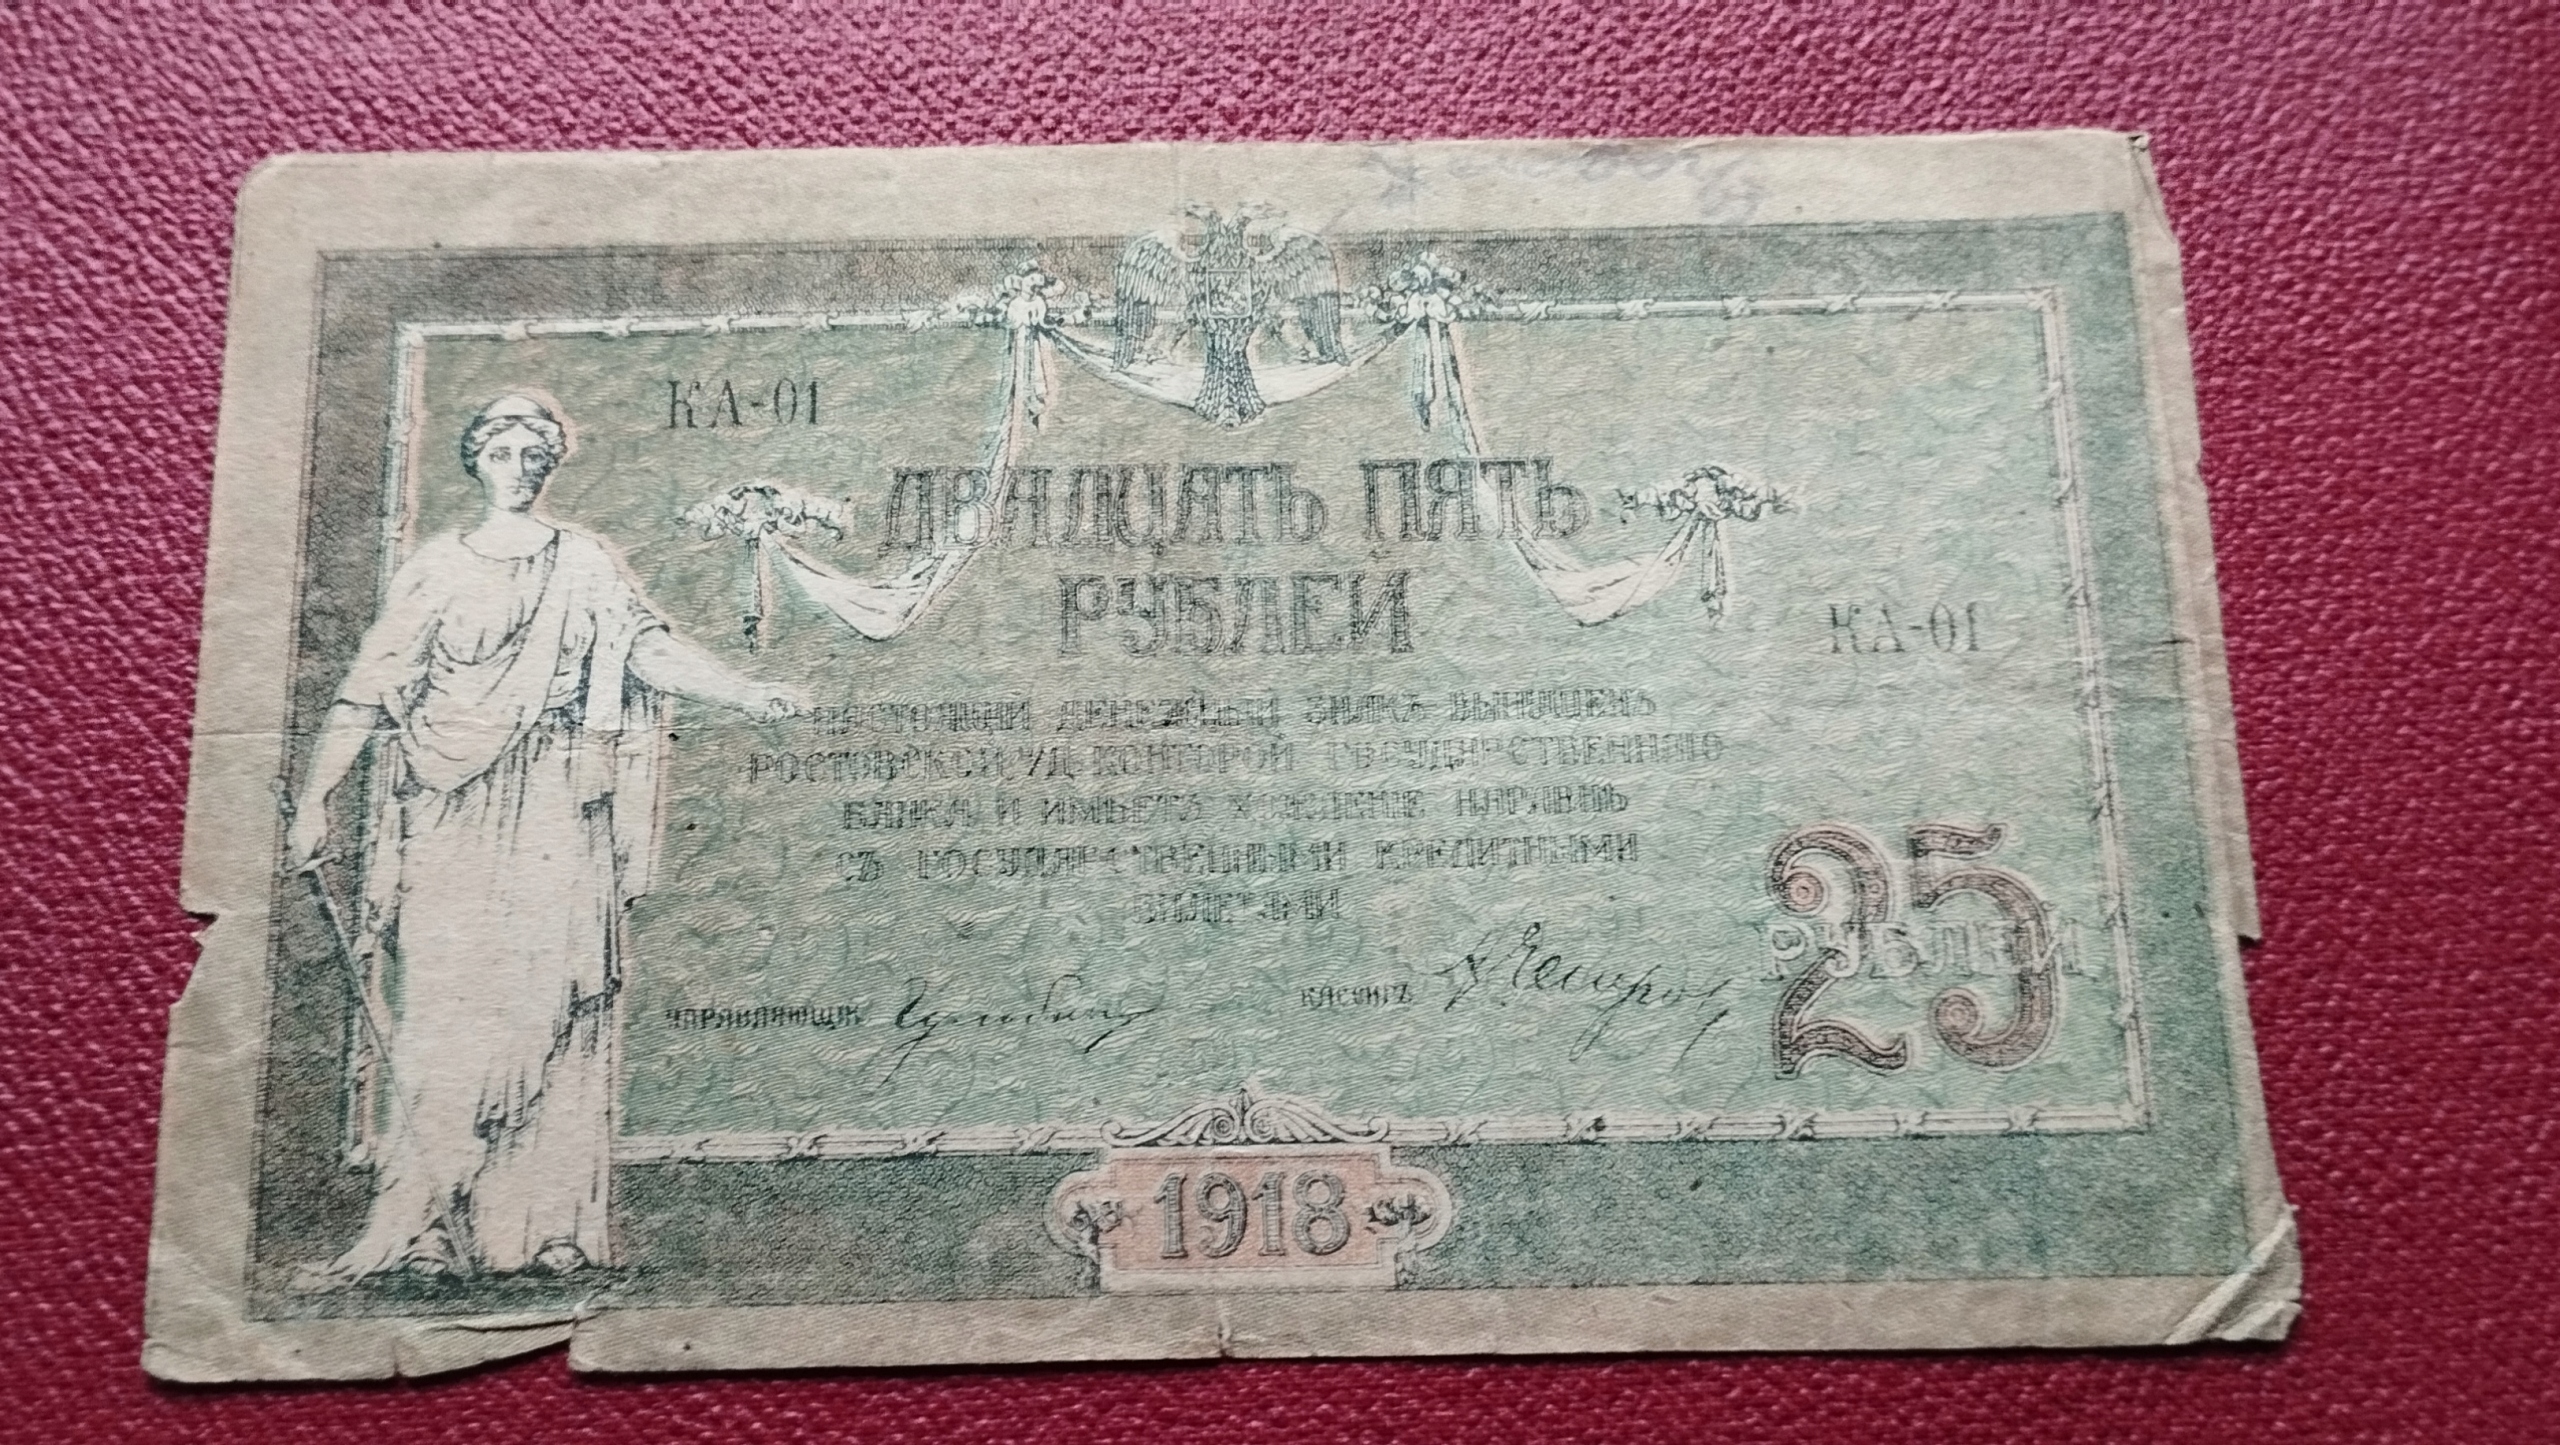 КА-01
ДВАДЦАТЬ ПЯТЬ
РУБЛЕЙ
КА-01
НАСТОЯЩІЙ ДЕНЕЖНЫЙ ЗНАКЪ ВЫПУЩЕНЪ
РОСТОВСКОЙ Н/Д КОНТОРОЙ ГОСУДАРСТВЕННАГО
БАНКА И ИМѢЕТЪ ХОЖДЕНІЕ НАРАВНѢ
СЪ ГОСУДАРСТВЕННЫМИ КРЕДИТНЫМИ
БИЛЕТАМИ
УПРАВЛЯЮЩІЙ
КАССИРЪ
25
РУБЛЕЙ
1918